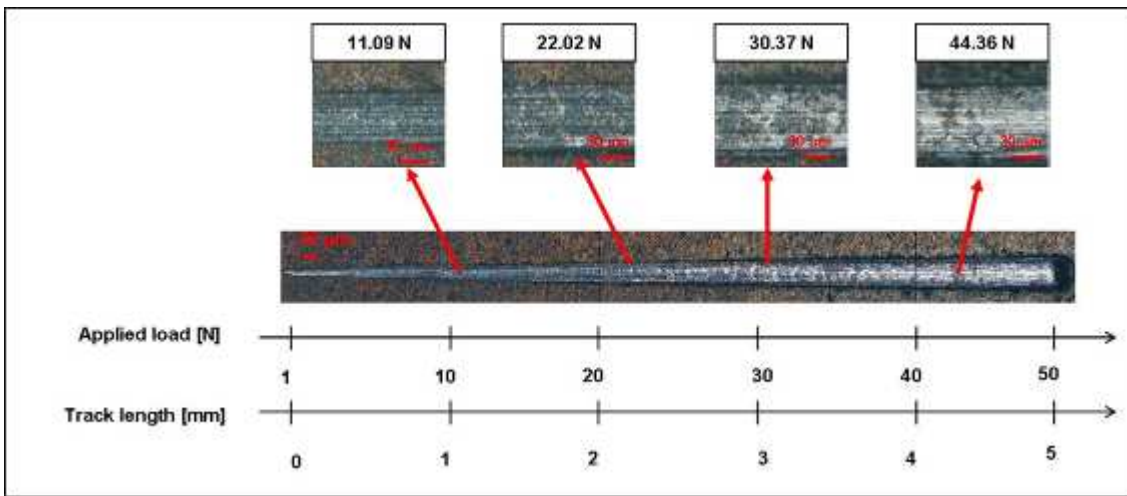 11.09 N
22.02 N
30.37 N
44.36 N
Applied load [N]
1 10 20 30 40 50
Track length [mm]
0 1 2 3 4 5